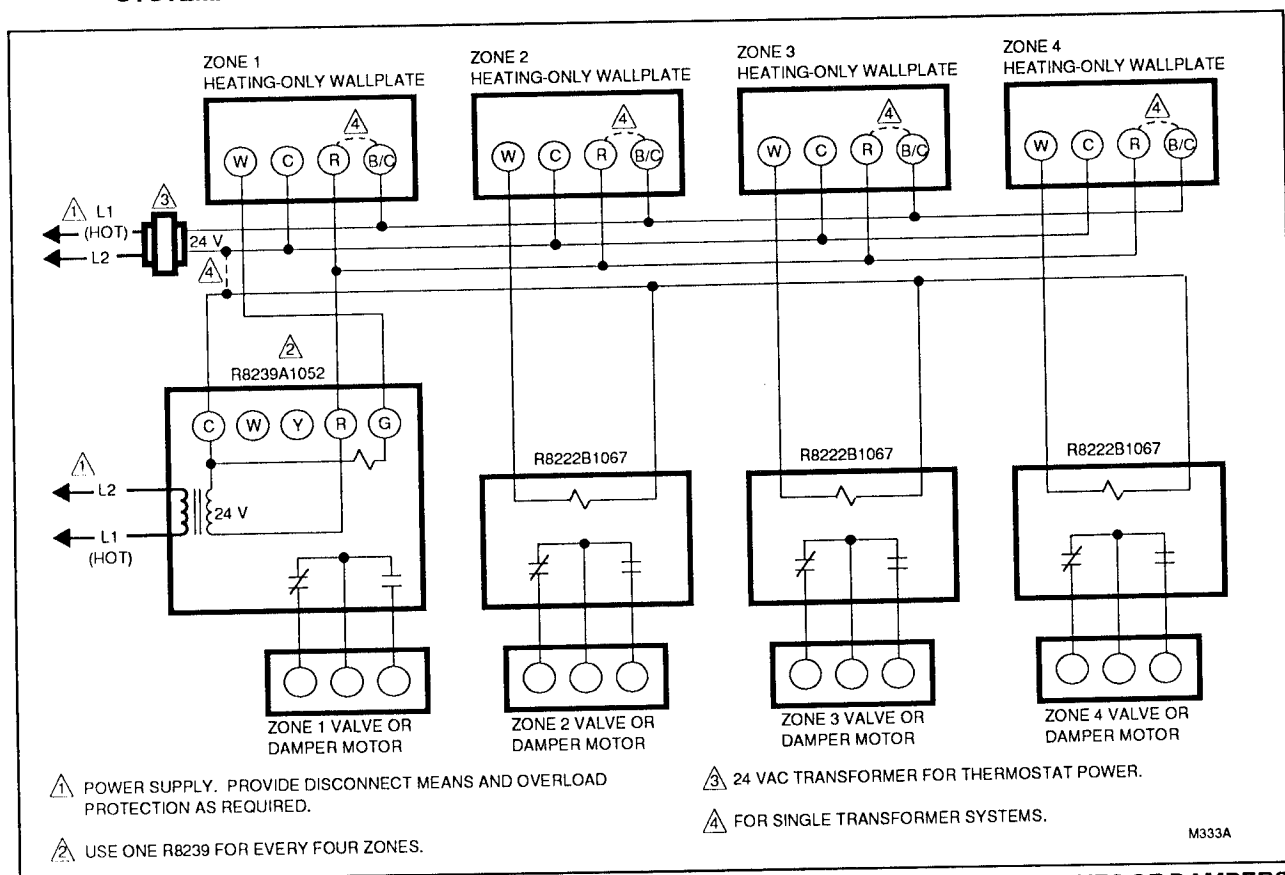 ZONE 1
HEATING-ONLY WALLPLATE
ZONE 2
HEATING-ONLY WALLPLATE
ZONE 3
HEATING-ONLY WALLPLATE
ZONE 4
HEATING-ONLY WALLPLATE
4
4
4
4
W C R B/C
W C R B/C
W C R B/C
W C R B/C
1 L1
(HOT)
3
24 V
L2
4
2
R8239A1052
C W Y R G
1
L2
24 V
L1
(HOT)
R8222B1067
R8222B1067
R8222B1067
ZONE 1 VALVE OR
DAMPER MOTOR
ZONE 2 VALVE OR
DAMPER MOTOR
ZONE 3 VALVE OR
DAMPER MOTOR
ZONE 4 VALVE OR
DAMPER MOTOR
1 POWER SUPPLY. PROVIDE DISCONNECT MEANS AND OVERLOAD
PROTECTION AS REQUIRED.
2 USE ONE R8239 FOR EVERY FOUR ZONES.
3 24 VAC TRANSFORMER FOR THERMOSTAT POWER.
4 FOR SINGLE TRANSFORMER SYSTEMS.
M333A